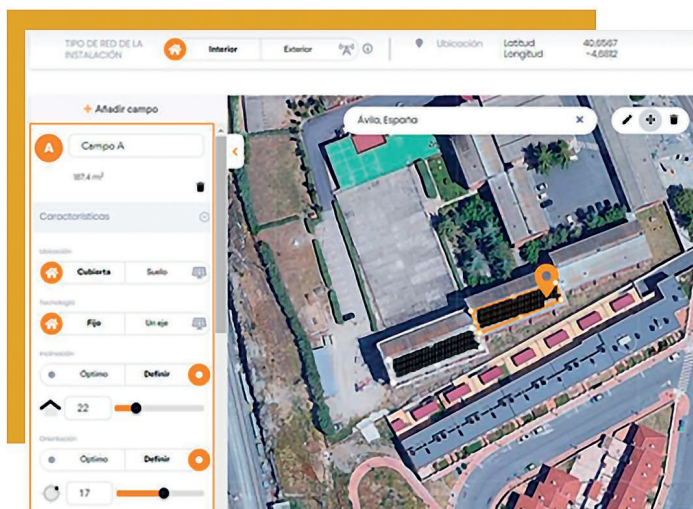 TIPO DE RED DE LA
INSTALACIÓN
Interior
Exterior
Ubicación
Latitud
Longitud
40,6567
-4,6812
+ Añadir campo
A
Campo A
187.4 m²
Características
Ubicación
Cubierta
Suelo
Tecnología
Fijo
Un eje
Inclinación
Óptimo
Definir
22
Orientación
Óptimo
Definir
17
Ávila, España